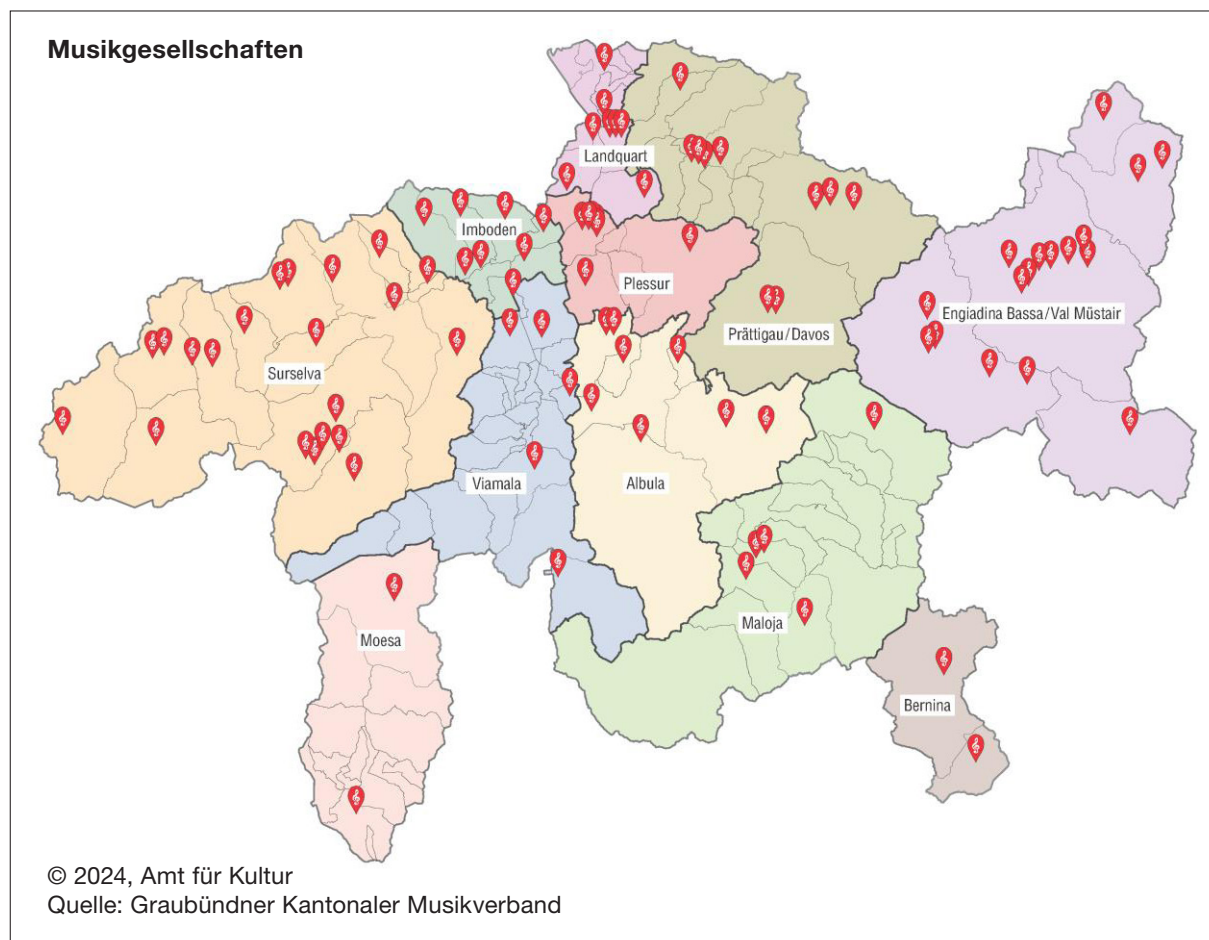 Musikgesellschaften
Landquart
Imboden
Plessur
Engiadina Bassa/Val Müstair
Prättigau/Davos
Surselva
Viamala
Albula
Maloja
Moesa
Bernina
© 2024, Amt für Kultur
Quelle: Graubündner Kantonaler Musikverband